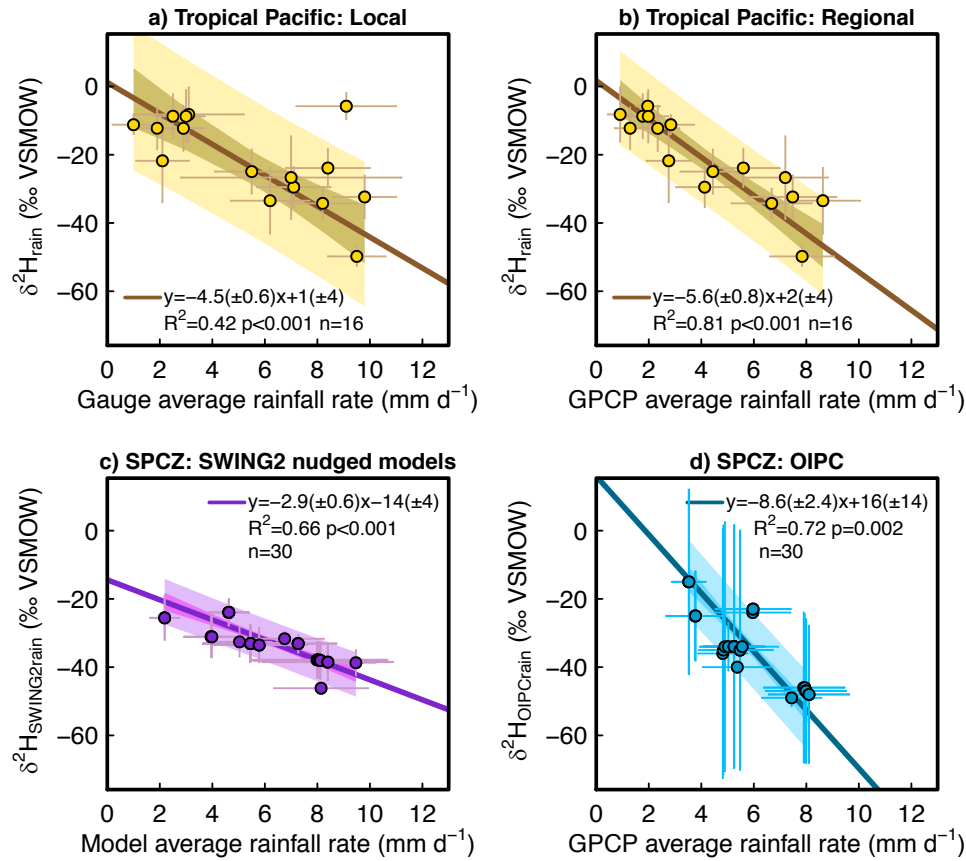 a) Tropical Pacific: Local
b) Tropical Pacific: Regional
δ²Hrain (‰ VSMOW)
0
−20
−40
−60
y=−4.5(±0.6)x+1(±4)
R²=0.42 p<0.001 n=16
0 2 4 6 8 10 12
Gauge average rainfall rate (mm d⁻¹)
δ²Hrain (‰ VSMOW)
0
−20
−40
−60
y=−5.6(±0.8)x+2(±4)
R²=0.81 p<0.001 n=16
0 2 4 6 8 10 12
GPCP average rainfall rate (mm d⁻¹)
c) SPCZ: SWING2 nudged models
d) SPCZ: OIPC
δ²HSWING2rain (‰ VSMOW)
0
−20
−40
−60
y=−2.9(±0.6)x−14(±4)
R²=0.66 p<0.001
n=30
0 2 4 6 8 10 12
Model average rainfall rate (mm d⁻¹)
δ²HOIPCrain (‰ VSMOW)
0
−20
−40
−60
y=−8.6(±2.4)x+16(±14)
R²=0.72 p=0.002
n=30
0 2 4 6 8 10 12
GPCP average rainfall rate (mm d⁻¹)